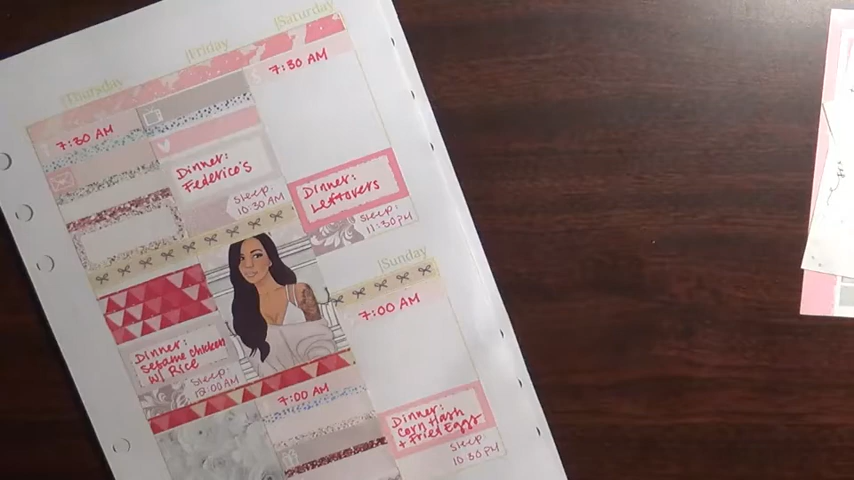 Thursday
7:30 AM
Dinner:
sesame chicken
w/ Rice
Sleep:
12:00 AM
Friday
Dinner:
Federico's
Sleep:
10:30 AM
7:00 AM
Saturday
7:30 AM
Dinner:
Leftovers
Sleep:
11:30 PM
Sunday
7:00 AM
Dinner:
Corn Hash
+ Fried Eggs
Sleep
10:30 PM